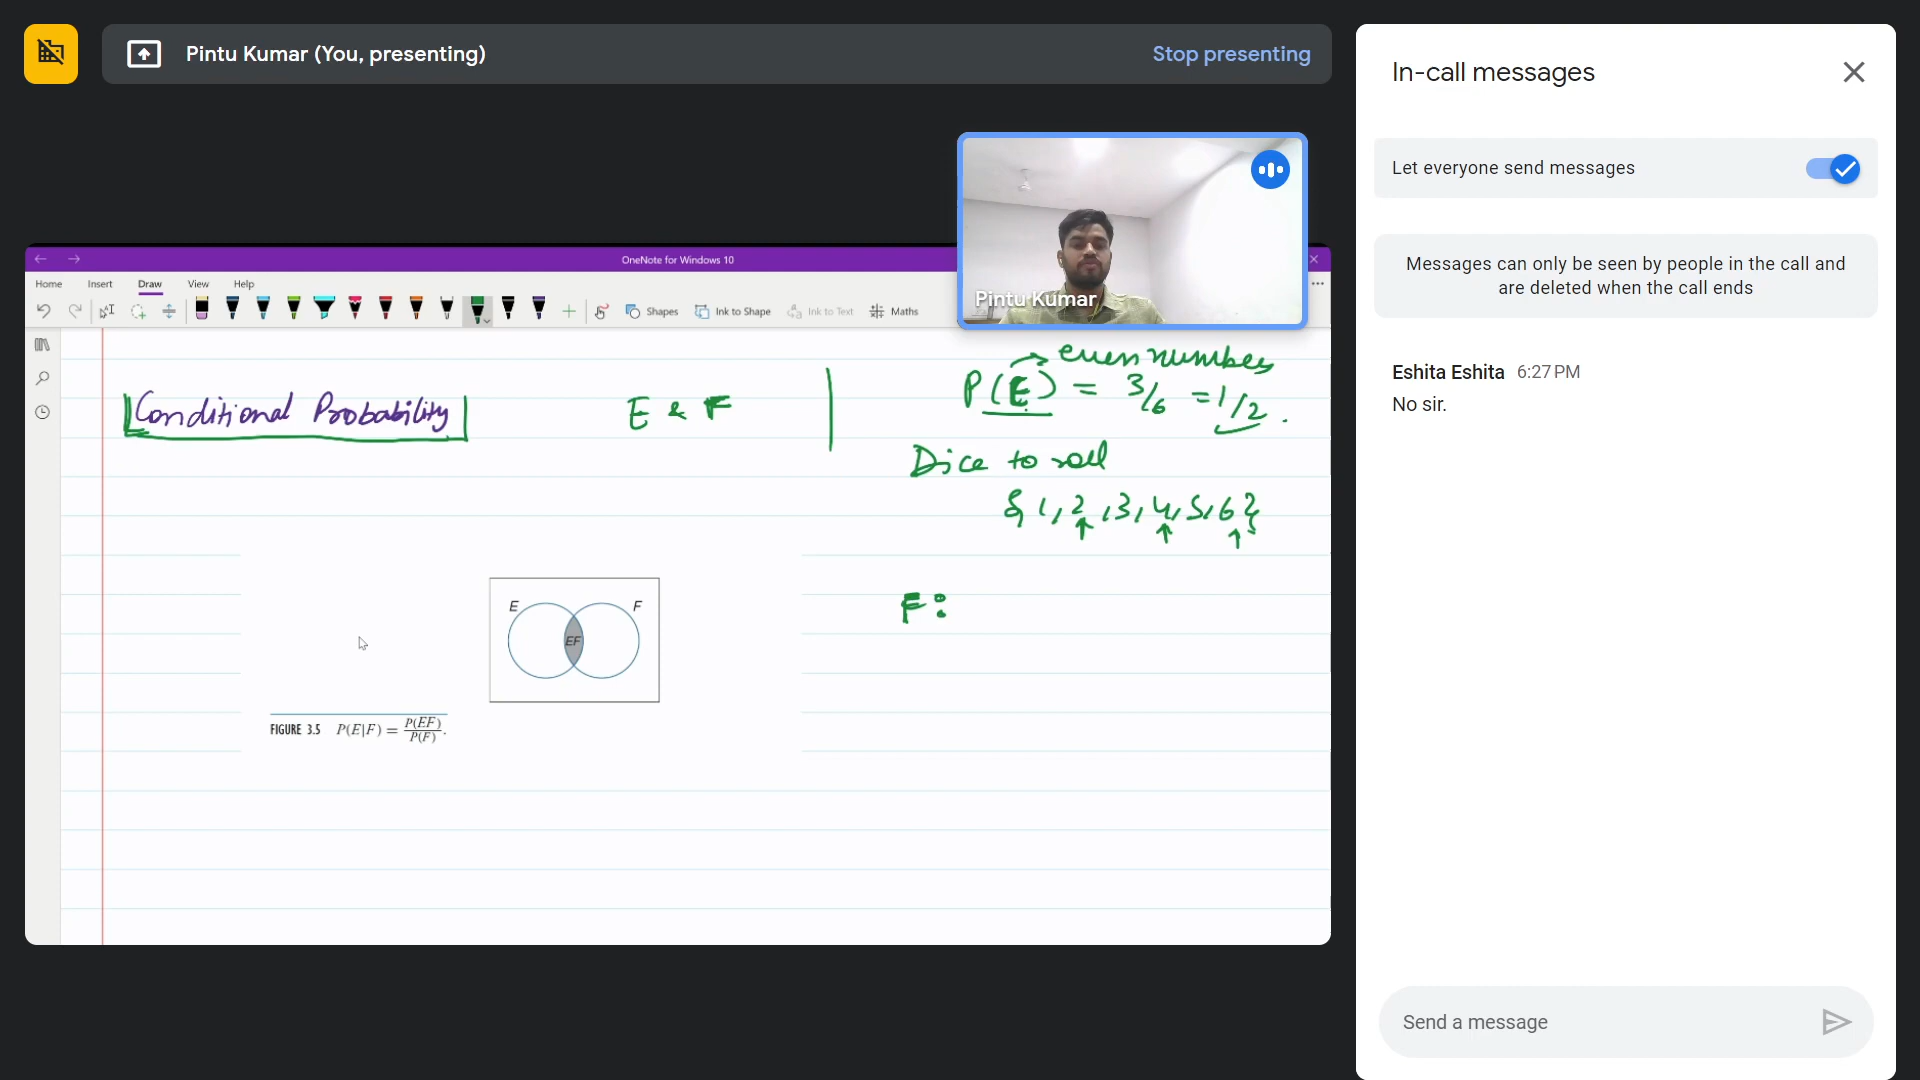 Pintu Kumar (You, presenting)
Stop presenting
In-call messages
Let everyone send messages
Messages can only be seen by people in the call and
are deleted when the call ends
Eshita Eshita 6:27 PM
No sir.
Send a message
Pintu Kumar
OneNote for Windows 10
Home Insert Draw View Help
Shapes Ink to Shape Ink to Text Maths
Conditional Probability
E & F
even numbers
P(E) = 3/6 = 1/2.
Dice to roll
{1, 2, 3, 4, 5, 6}
F:
E F
EF
FIGURE 3.5 P(E|F) = P(EF)/P(F).